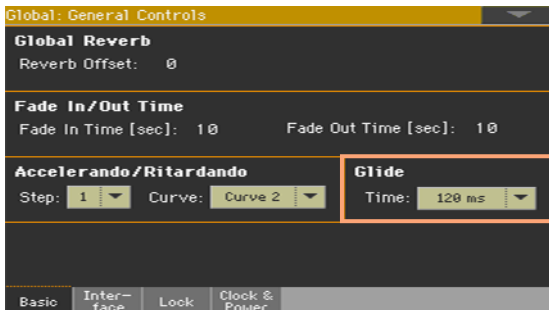 Global: General Controls
Global Reverb
Reverb Offset: 0
Fade In/Out Time
Fade In Time [sec]: 10 Fade Out Time [sec]: 10
Accelerando/Ritardando Glide
Step: 1 Curve: Curve 2 Time: 120 ms
Basic Inter- Lock Clock &
face Power